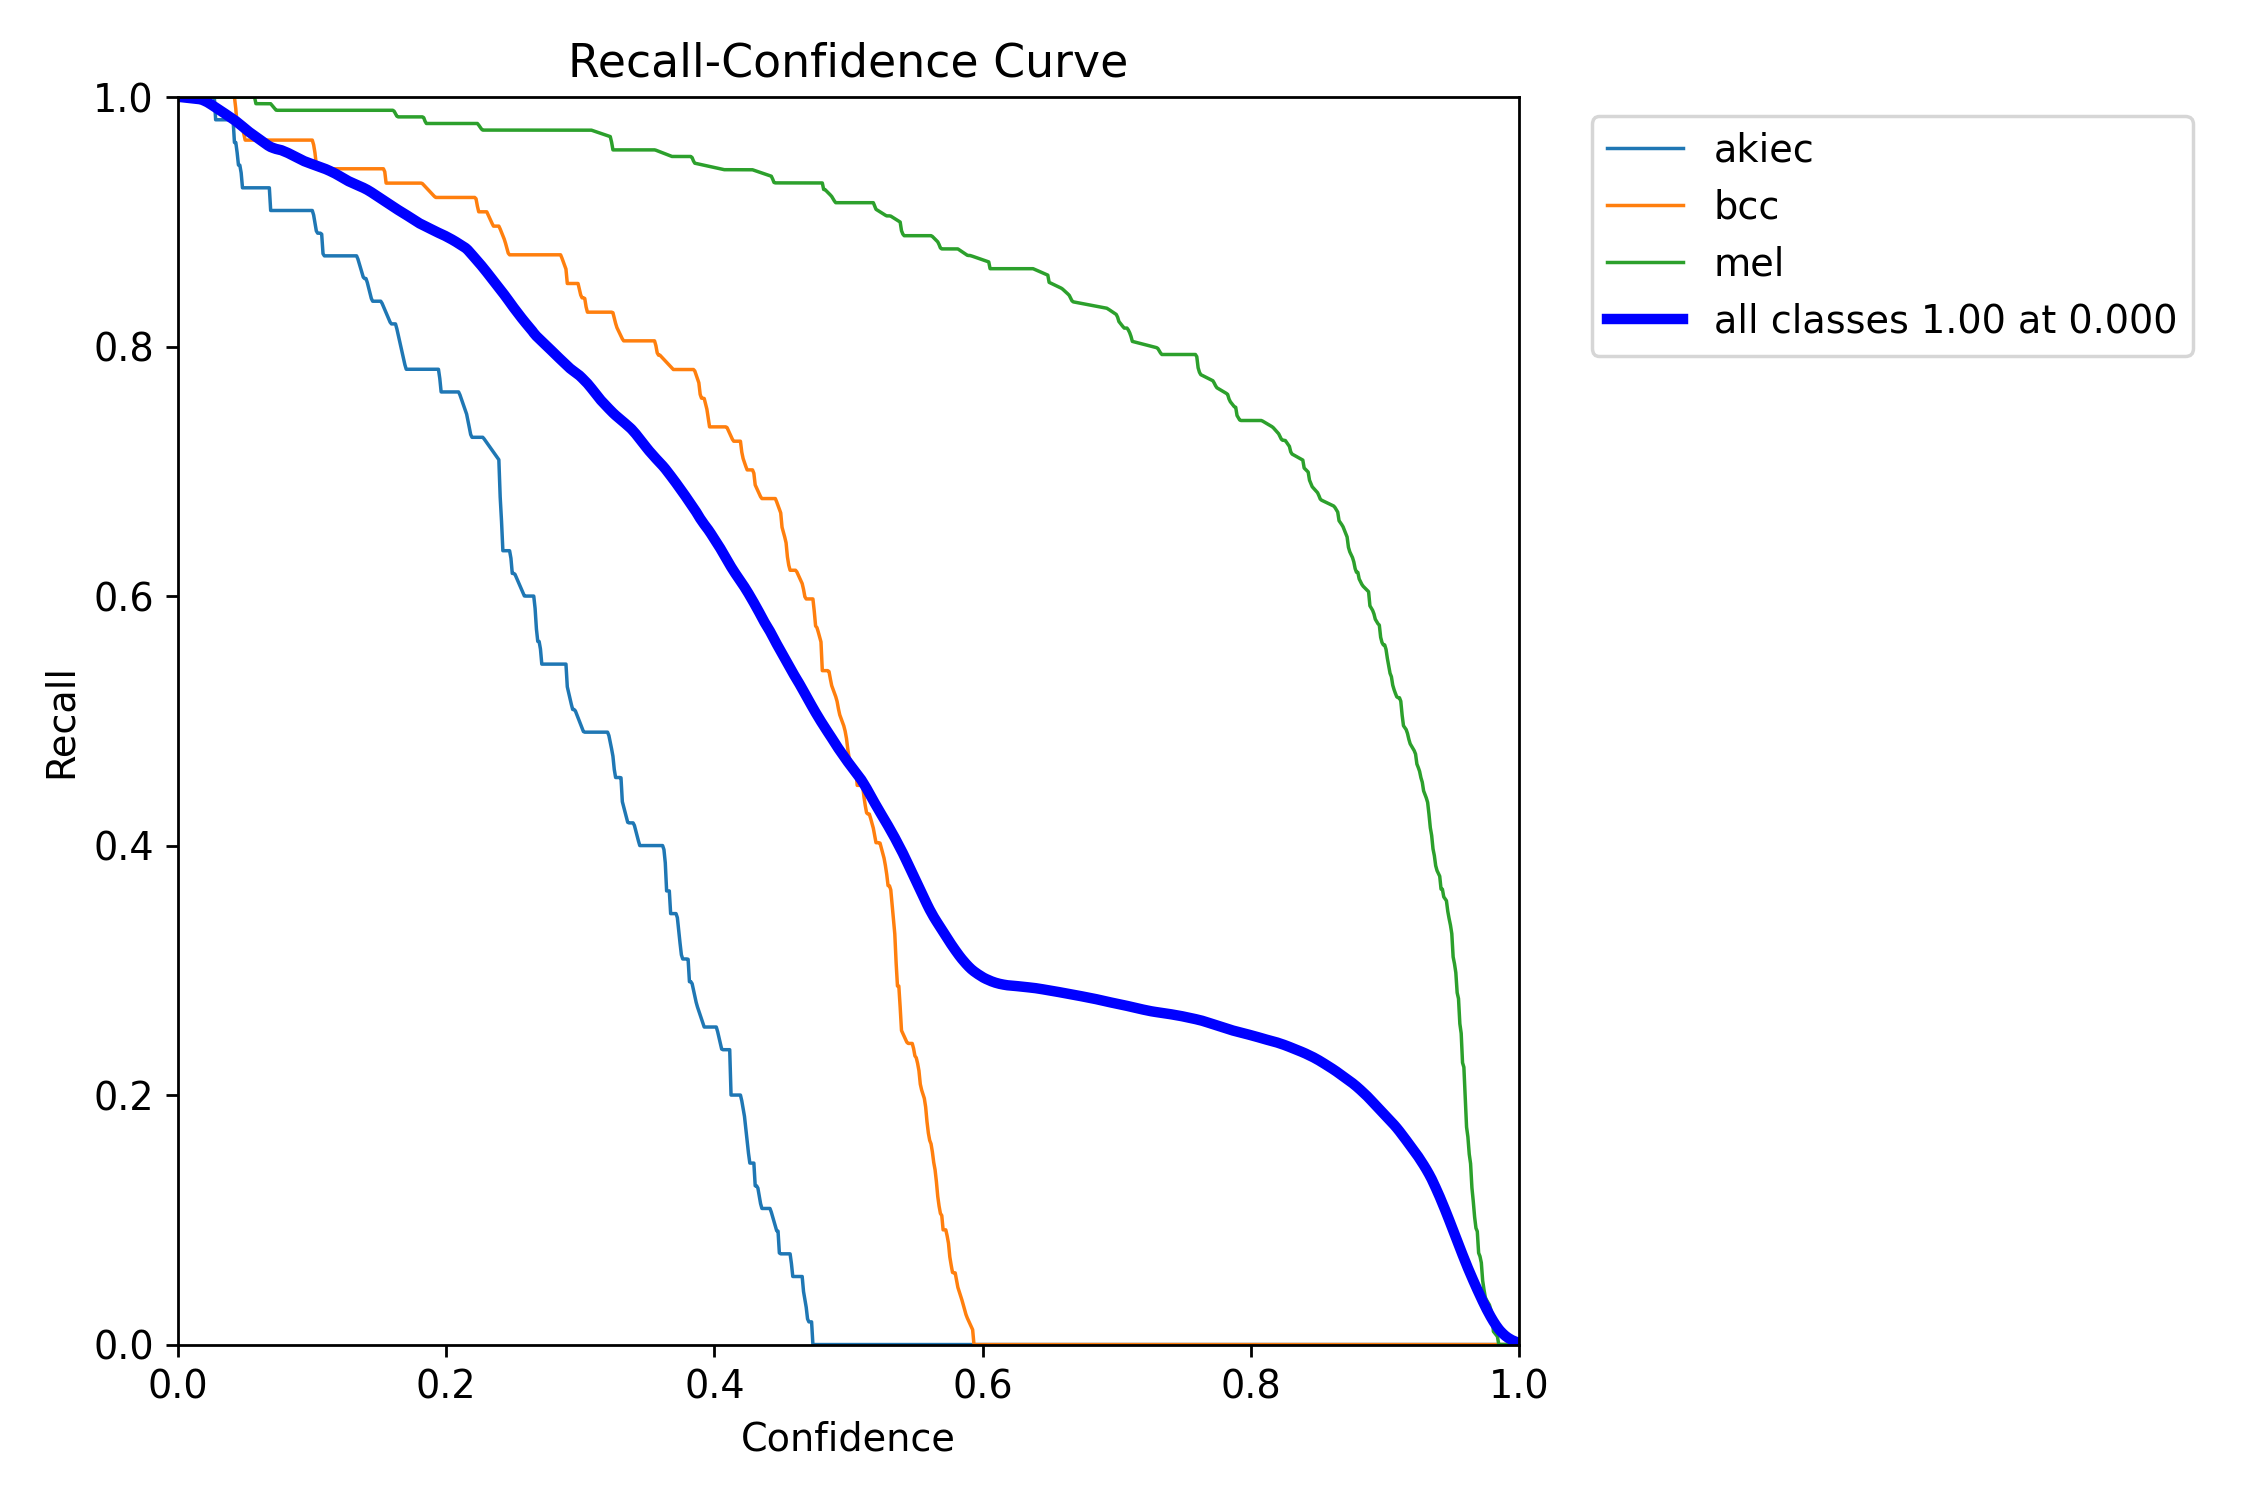 Recall-Confidence Curve
1.0
0.8
0.6
0.4
0.2
0.0
Recall
0.0 0.2 0.4 0.6 0.8 1.0
Confidence
akiec
bcc
mel
all classes 1.00 at 0.000